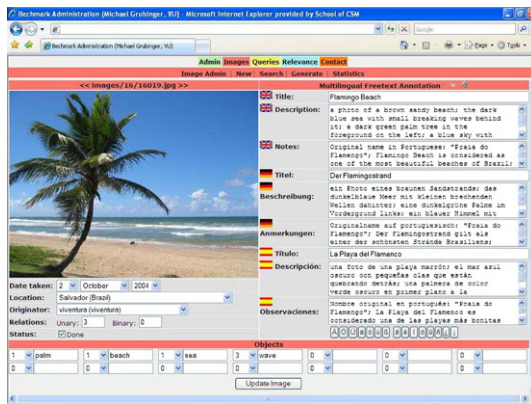 Bechmark Administration (Michael Grubinger, VU) - Microsoft Internet Explorer provided by School of CSM
Google
Bechmark Administration (Michael Grubinger, VU)
Page Tools
Admin Images Queries Relevance Contact
Image Admin | New | Search | Generate | Statistics
<< images/16/16019.jpg >>
Multilingual Freetext Annotation
Title: Flamingo Beach
Description: a photo of a brown sandy beach; the dark
blue sea with small breaking waves behind
it; a dark green palm tree in the
foreground on the left; a blue sky with
Notes: Original name in Portuguese: "Praia do
Flamengo"; Flamingo Beach is considered as
one of the most beautiful beaches of Brazil;
Titel: Der Flamingostrand
Beschreibung: ein Photo eines braunen Sandstrands; das
dunkelblaue Meer mit kleinen brechenden
Wellen dahinter; eine dunkelgrüne Palme im
Vordergrund links; ein blauer Himmel mit
Anmerkungen: Originalname auf portugiesisch: "Praia do
Flamengo"; Der Flamingostrand gilt als
einer der schönsten Strände Brasiliens;
Título: La Playa del Flamenco
Descripción: una foto de una playa marrón; el mar azul
oscuro con pequeñas olas que están
quebrando detrás; una palmera de color
verde oscuro en primer plano a la
Observaciones: Nombre original en portugués: "Praia do
Flamengo"; La Playa del Flamenco es
considerado una de las playas más bonitas
Date taken: 2 October 2004
Location: Salvador (Brazil)
Originator: viventura (viventura)
Relations: Unary: 3 Binary: 0
Status: Done
Objects
1 palm 1 beach 1 sea 3 wave 0 0 0
0 0 0 0 0 0 0
Update Image